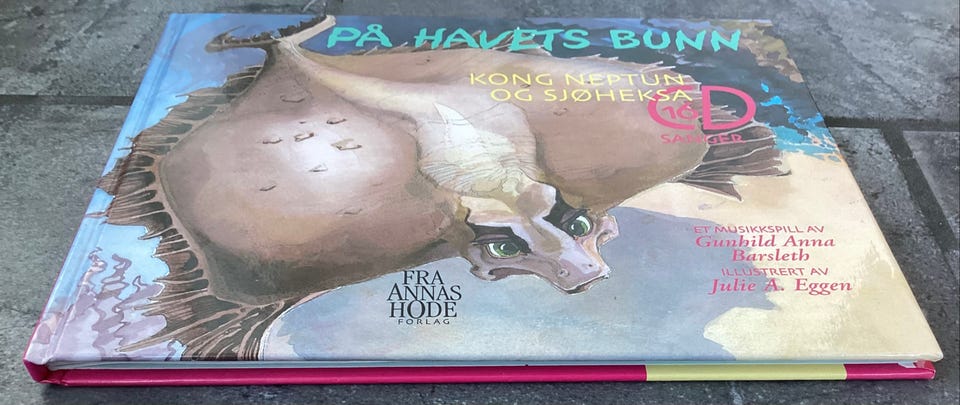 PÅ HAVETS BUNN
KONG NEPTUN
OG SJØHEKSA
CD
16
SANGER
ET MUSIKKSPILL AV
Gunhild Anna
Barsleth
ILLUSTRERT AV
Julie A. Eggen
FRA
ANNAS
HODE
FORLAG